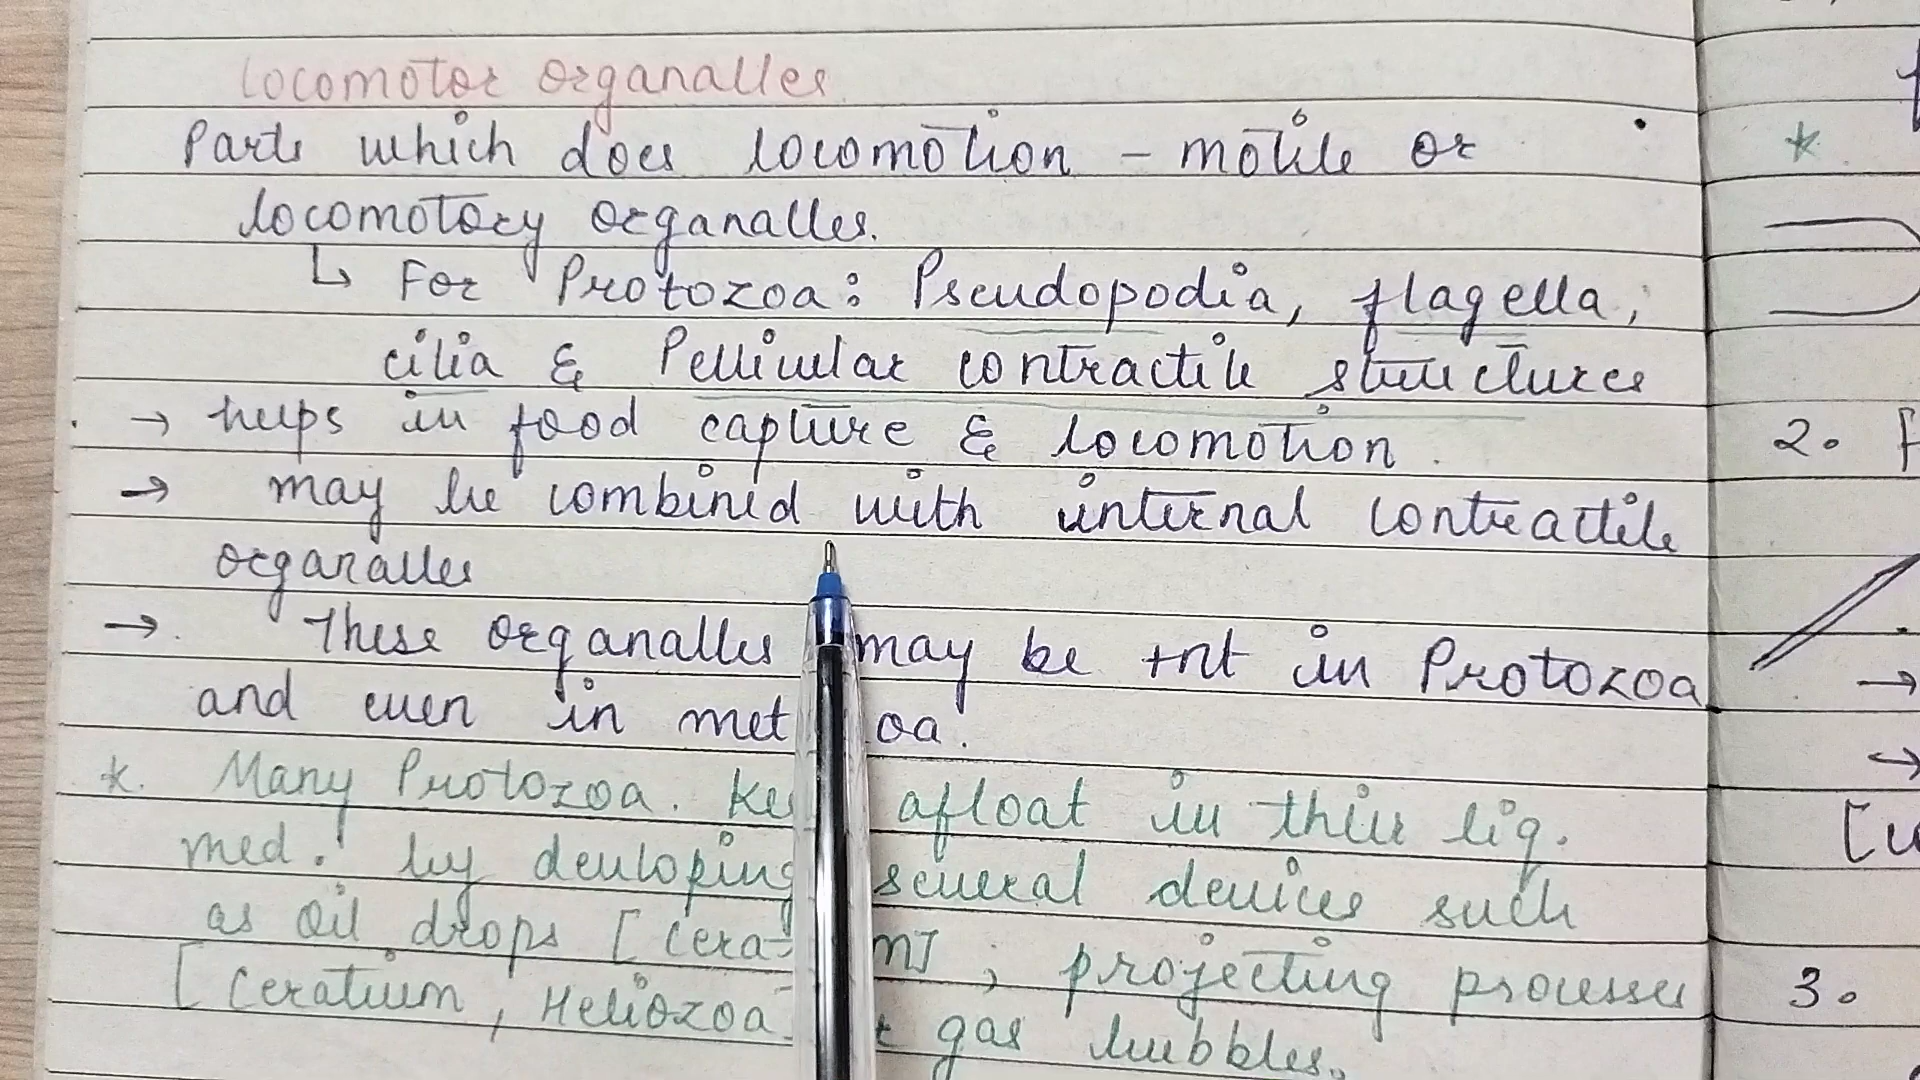 Locomotor organalles
Parts which does locomotion - motile or
locomotory organalles.
↳ For Protozoa: Pseudopodia, flagella,
cilia & Pellicular contractile structures
→ helps in food capture & locomotion.
→ may be combined with internal contractile
organalles
→ These organalles may be +nt in Protozoa
and even in met oa.
* Many Protozoa. afloat in their liq.
med. by developing several devices such
as oil drops [ Cera- m] ; projecting processes
[ Ceratium, Heliozoa gas bubbles.
*
2.
→
→
3.